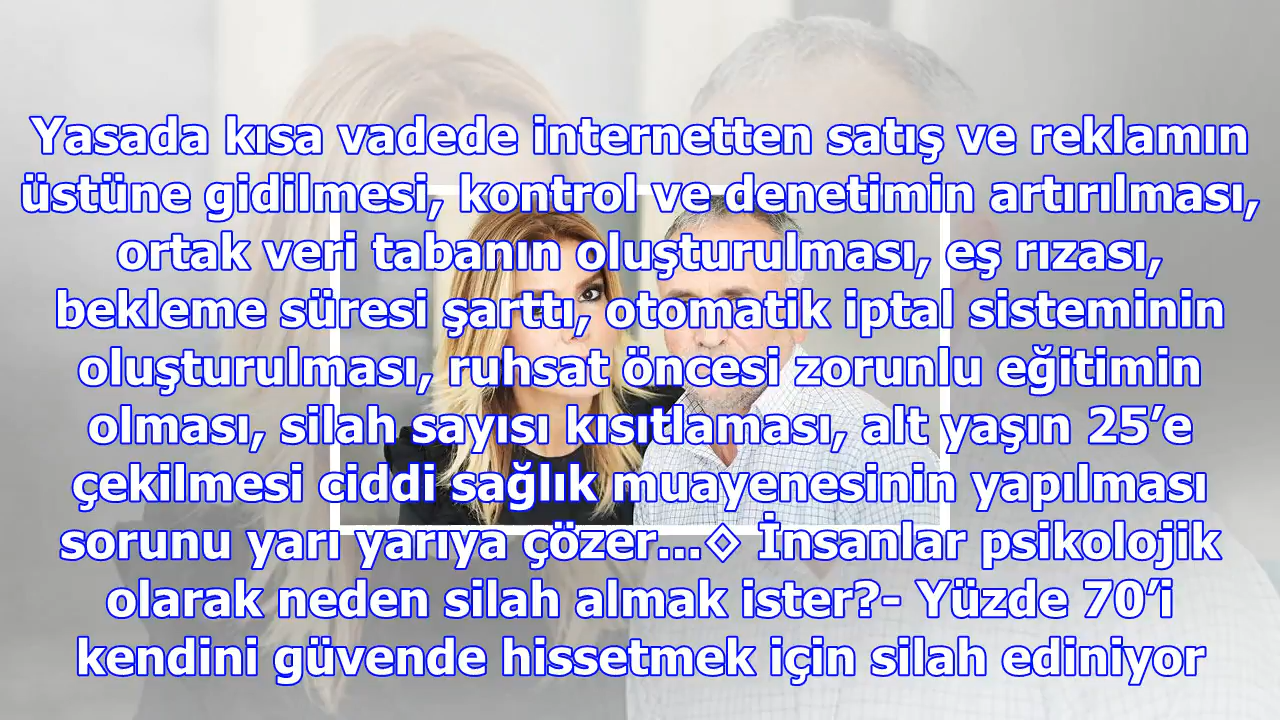 Yasada kısa vadede internetten satış ve reklamın
üstüne gidilmesi, kontrol ve denetimin artırılması,
ortak veri tabanın oluşturulması, eş rızası,
bekleme süresi şarttı, otomatik iptal sisteminin
oluşturulması, ruhsat öncesi zorunlu eğitimin
olması, silah sayısı kısıtlaması, alt yaşın 25’e
çekilmesi ciddi sağlık muayenesinin yapılması
sorunu yarı yarıya çözer...◇ İnsanlar psikolojik
olarak neden silah almak ister?- Yüzde 70’i
kendini güvende hissetmek için silah ediniyor